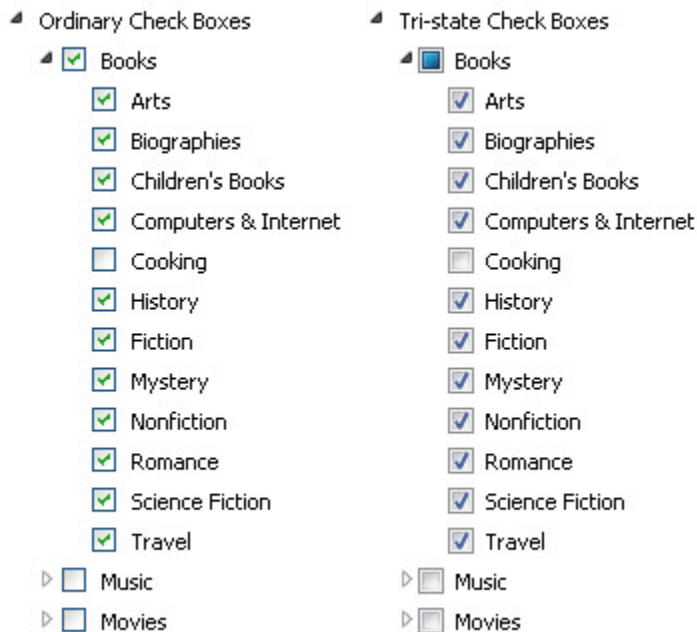 Ordinary Check Boxes
Books
Arts
Biographies
Children's Books
Computers & Internet
Cooking
History
Fiction
Mystery
Nonfiction
Romance
Science Fiction
Travel
Music
Movies
Tri-state Check Boxes
Books
Arts
Biographies
Children's Books
Computers & Internet
Cooking
History
Fiction
Mystery
Nonfiction
Romance
Science Fiction
Travel
Music
Movies